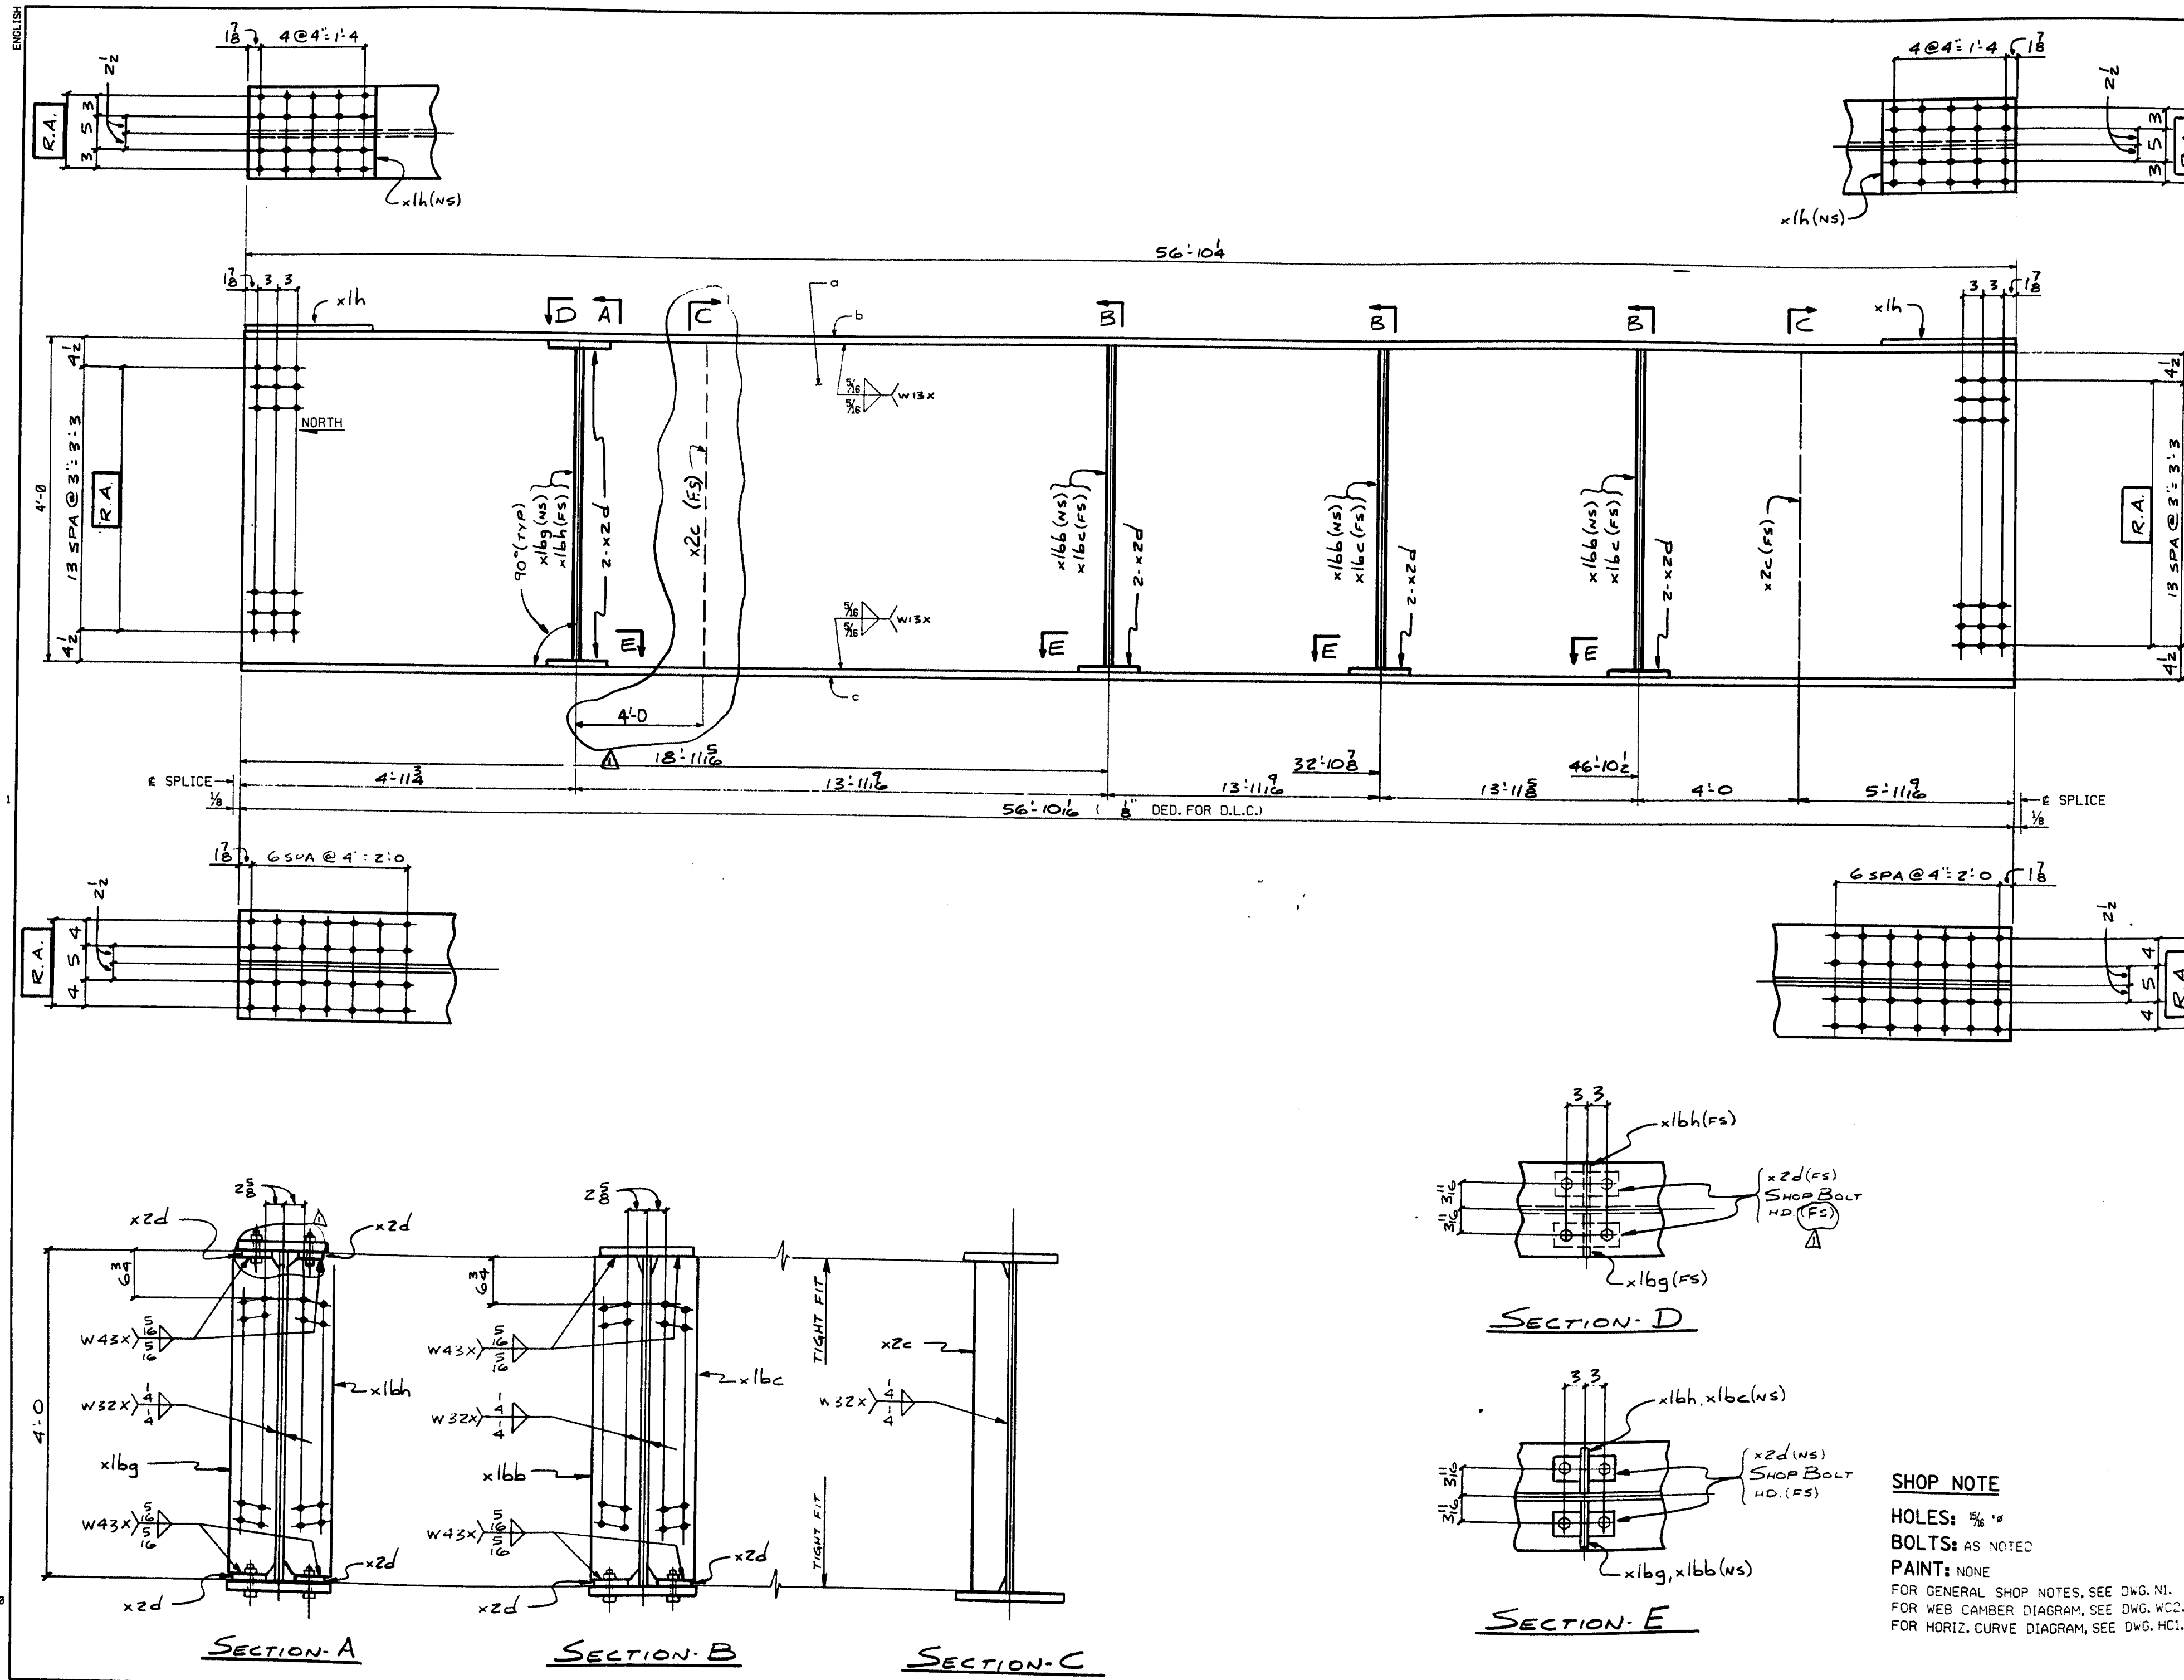 ENGLISH
1 7/8
4 @ 4" = 1'-4
2 1/2
R.A.
3
5
3
x1h (NS)
4 @ 4" = 1'-4
1 7/8
2 1/2
3
5
3
x1h (NS)
56'-10 1/4
1 7/8
3
3
x1h
D
A
C
a
b
B
B
B
C
x1h
3
3
1 7/8
4 1/2
13 SPA @ 3" = 3'-3
4 1/2
4'-0
R.A.
NORTH
5/16
5/16
W13x
90° (TYP)
x1bg (NS)
x1bh (FS)
2-x2d
x2c (FS)
x1bb (NS)
x1bc (FS)
2-x2d
x1bb (NS)
x1bc (FS)
2-x2d
x1bb (NS)
x1bc (FS)
2-x2d
x2c (FS)
R.A.
4 1/2
13 SPA @ 3" = 3'-3
4 1/2
5/16
5/16
W13x
E
E
E
E
c
4'-0
1
18'-11 5/16
32'-10 7/8
46'-10 1/2
℄ SPLICE
4'-11 3/4
13'-11 9/16
13'-11 9/16
13'-11 5/8
4'-0
5'-11 9/16
℄ SPLICE
1/8
56'-10 1/16 ( 1/8" DED. FOR D.L.C.)
1/8
1
1 7/8
6 SPA @ 4" = 2'-0
2 1/2
R.A.
4
5
4
6 SPA @ 4" = 2'-0
1 7/8
2 1/2
4
5
4
R.A.
2 5/8
x2d
1
x2d
6 3/4
4'-0
W43x
5/16
5/16
W32x
1/4
1/4
x1bh
x1bg
W43x
5/16
5/16
x2d
x2d
SECTION-A
2 5/8
6 3/4
W43x
5/16
5/16
W32x
1/4
1/4
x1bc
x1bb
W43x
5/16
5/16
x2d
x2d
SECTION-B
TIGHT FIT
TIGHT FIT
x2c
W32x
1/4
1/4
SECTION-C
3
3
x1bh (FS)
3 11/16
3 11/16
x2d (FS)
SHOP BOLT
HD. (FS)
1
x1bg (FS)
SECTION-D
3
3
x1bh, x1bc (NS)
3 11/16
3 11/16
x2d (NS)
SHOP BOLT
HD. (FS)
x1bg, x1bb (NS)
SECTION-E
SHOP NOTE
HOLES: 15/16 "ø
BOLTS: AS NOTED
PAINT: NONE
FOR GENERAL SHOP NOTES, SEE DWG. N1.
FOR WEB CAMBER DIAGRAM, SEE DWG. WC2.
FOR HORIZ. CURVE DIAGRAM, SEE DWG. HC1.